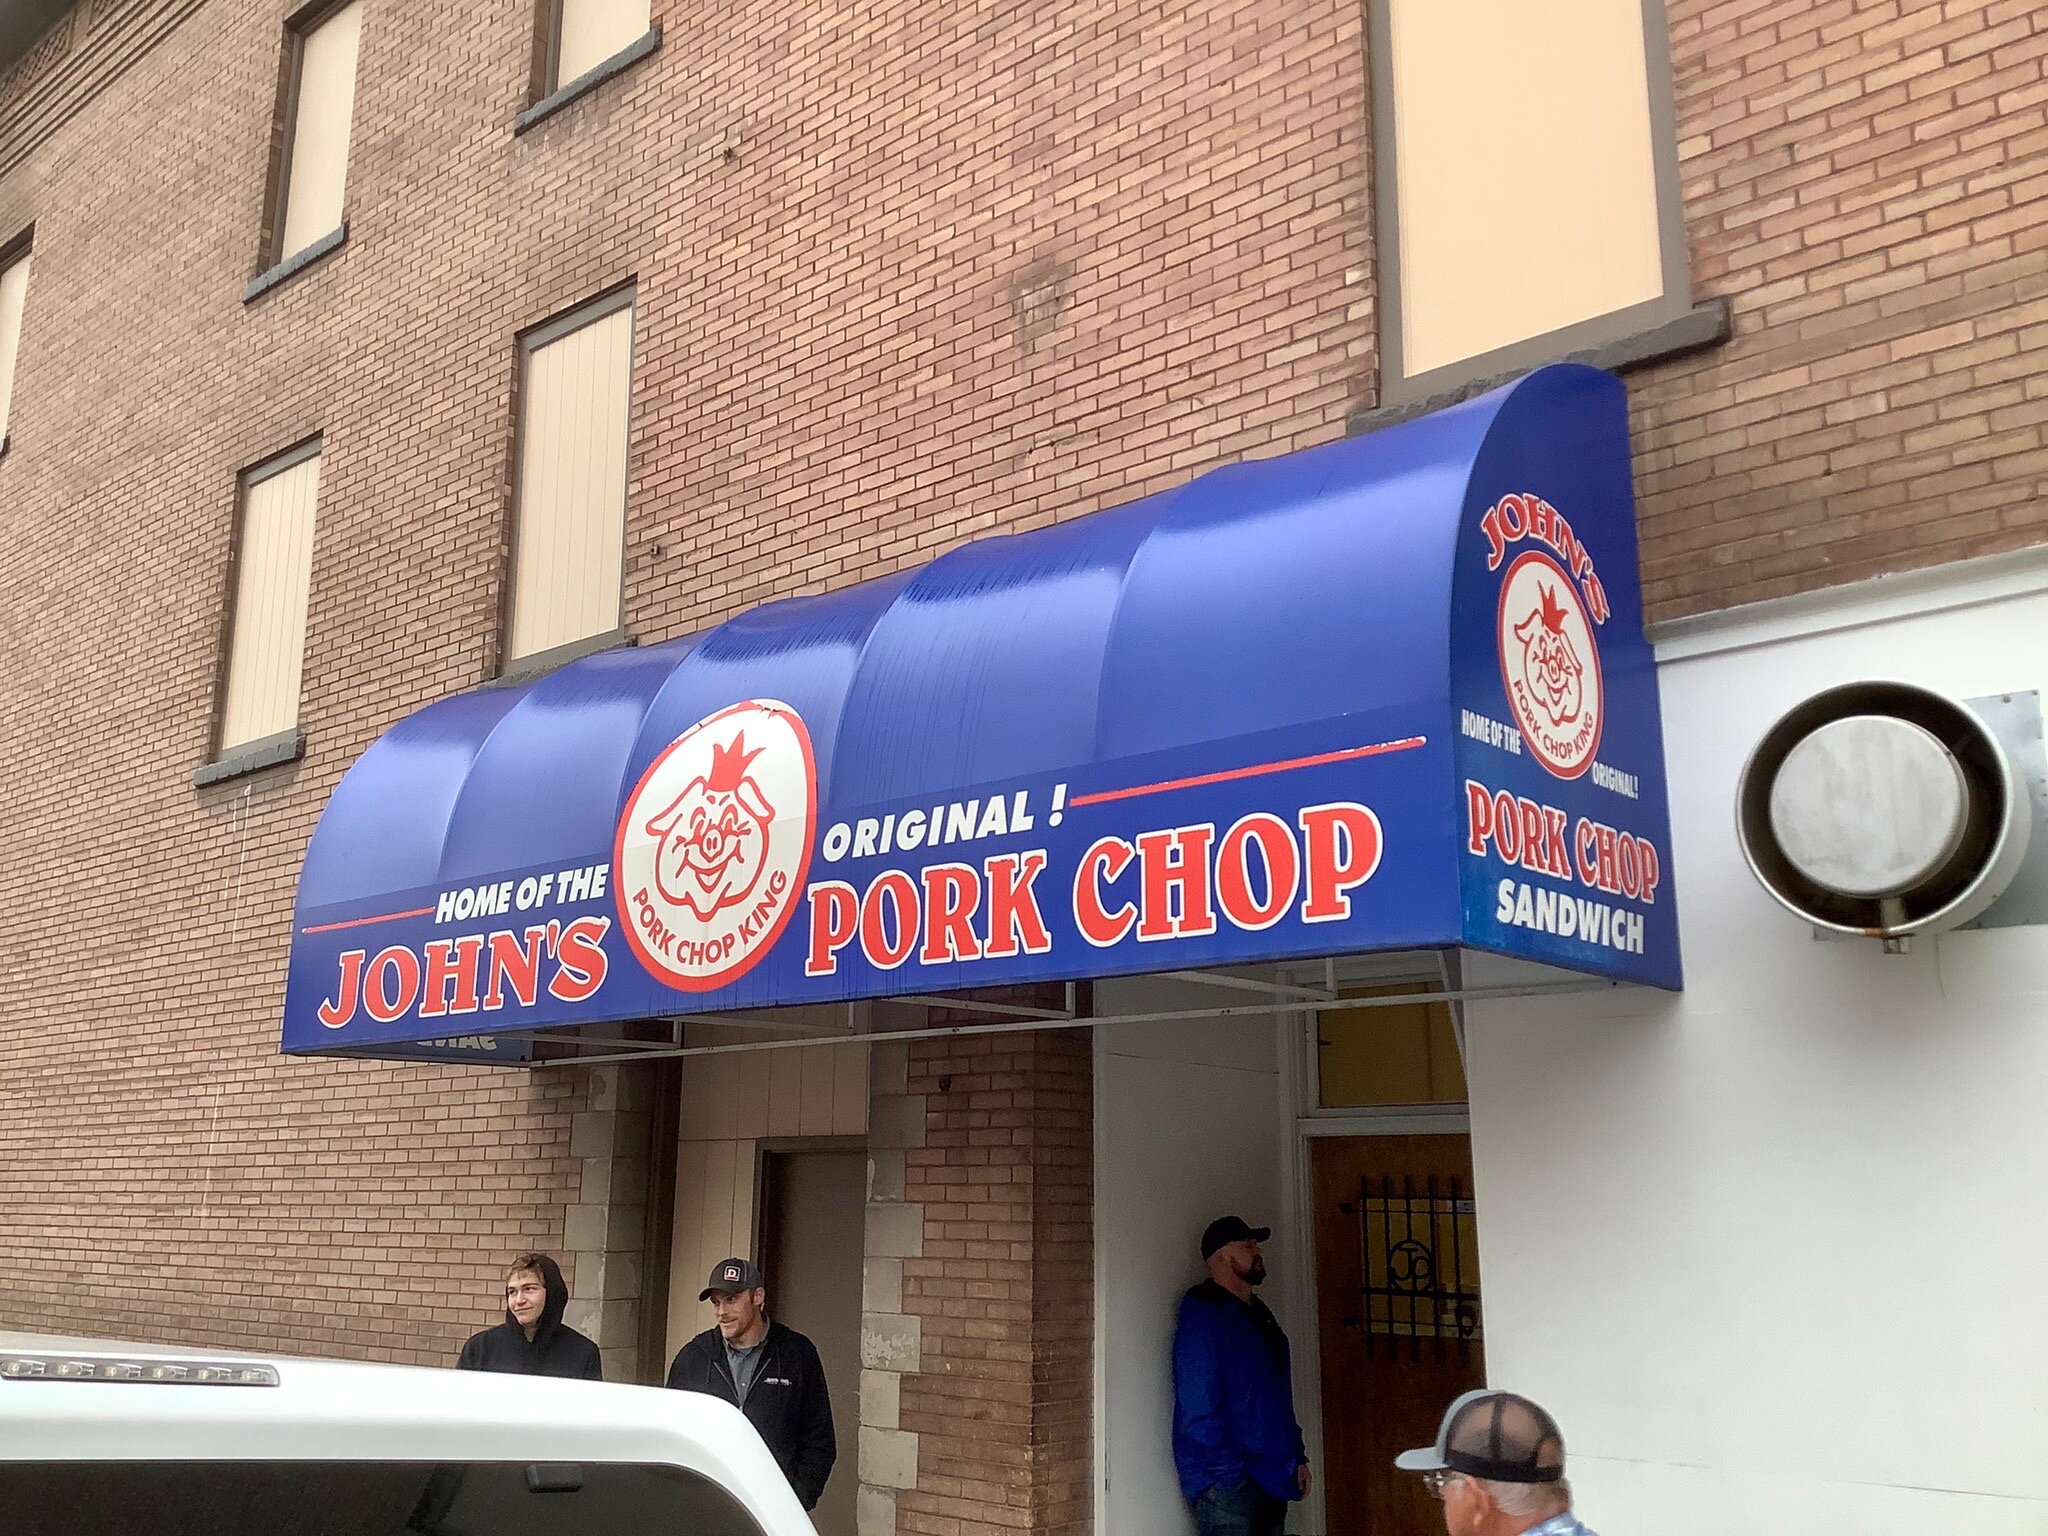 HOME OF THE
ORIGINAL !
JOHN'S
PORK CHOP
PORK CHOP KING
JOHN'S
PORK CHOP KING
HOME OF THE
ORIGINAL!
PORK CHOP
SANDWICH
D